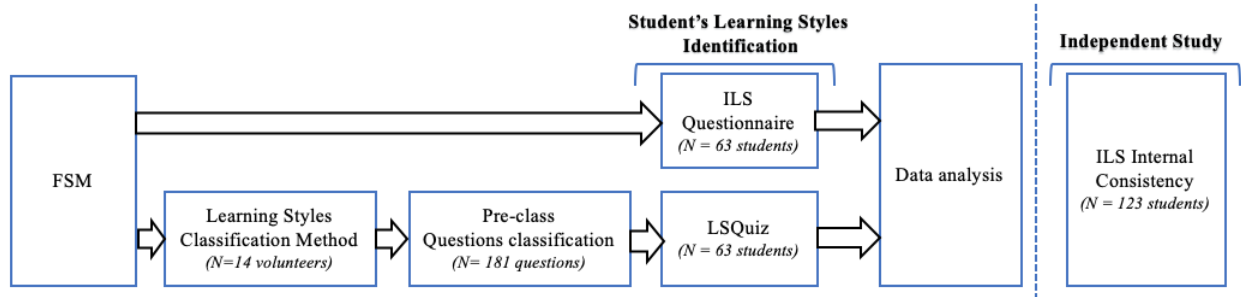 Student’s Learning Styles
Identification
Independent Study
FSM
ILS
Questionnaire
(N = 63 students)
Learning Styles
Classification Method
(N=14 volunteers)
Pre-class
Questions classification
(N= 181 questions)
LSQuiz
(N = 63 students)
Data analysis
ILS Internal
Consistency
(N = 123 students)